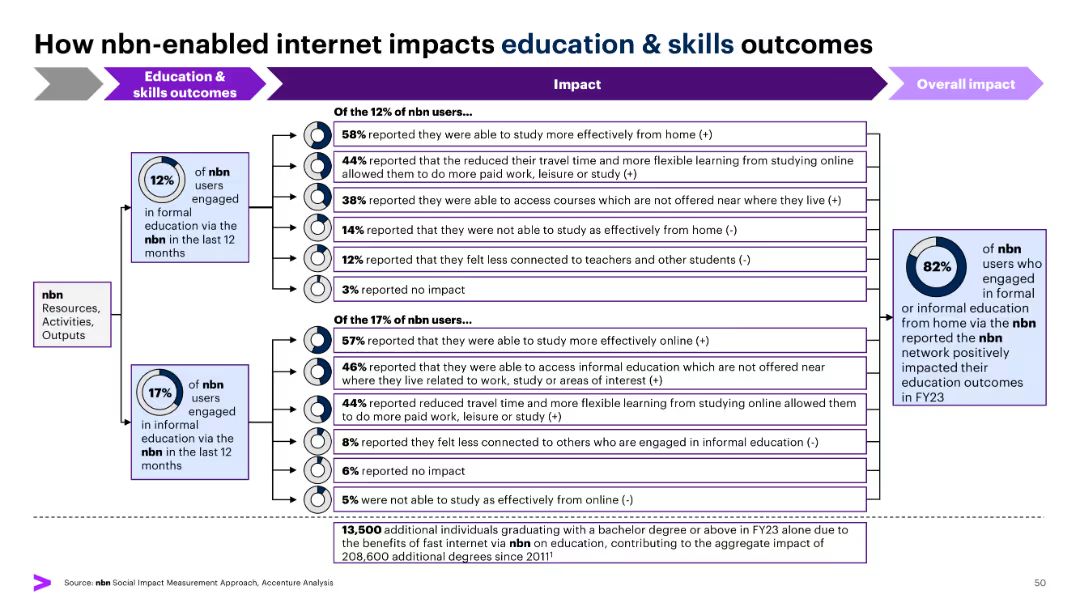 How nbn-enabled internet impacts education & skills outcomes
Education &
skills outcomes
Impact
Overall impact
nbn
Resources,
Activities,
Outputs
12%
of nbn
users
engaged
in formal
education via the
nbn in the last 12
months
Of the 12% of nbn users...
58% reported they were able to study more effectively from home (+)
44% reported that the reduced their travel time and more flexible learning from studying online
allowed them to do more paid work, leisure or study (+)
38% reported they were able to access courses which are not offered near where they live (+)
14% reported that they were not able to study as effectively from home (-)
12% reported that they felt less connected to teachers and other students (-)
3% reported no impact
17%
of nbn
users
engaged
in informal
education via the
nbn in the last 12
months
Of the 17% of nbn users...
57% reported that they were able to study more effectively online (+)
46% reported that they were able to access informal education which are not offered near
where they live related to work, study or areas of interest (+)
44% reported reduced travel time and more flexible learning from studying online allowed them
to do more paid work, leisure or study (+)
8% reported they felt less connected to others who are engaged in informal education (-)
6% reported no impact
5% were not able to study as effectively from online (-)
82%
of nbn
users who
engaged
in formal
or informal education
from home via the nbn
reported the nbn
network positively
impacted their
education outcomes
in FY23
13,500 additional individuals graduating with a bachelor degree or above in FY23 alone due to
the benefits of fast internet via nbn on education, contributing to the aggregate impact of
208,600 additional degrees since 2011¹
Source: nbn Social Impact Measurement Approach, Accenture Analysis
50